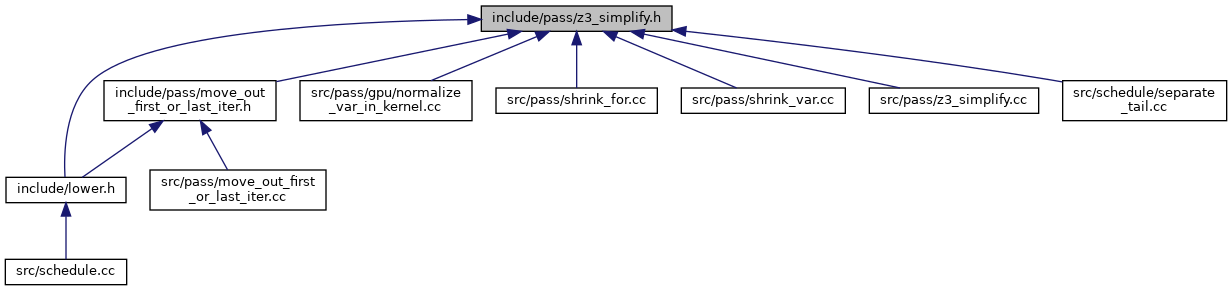 include/pass/z3_simplify.h
include/pass/move_out
_first_or_last_iter.h
src/pass/gpu/normalize
_var_in_kernel.cc
src/pass/shrink_for.cc
src/pass/shrink_var.cc
src/pass/z3_simplify.cc
src/schedule/separate
_tail.cc
include/lower.h
src/pass/move_out_first
_or_last_iter.cc
src/schedule.cc